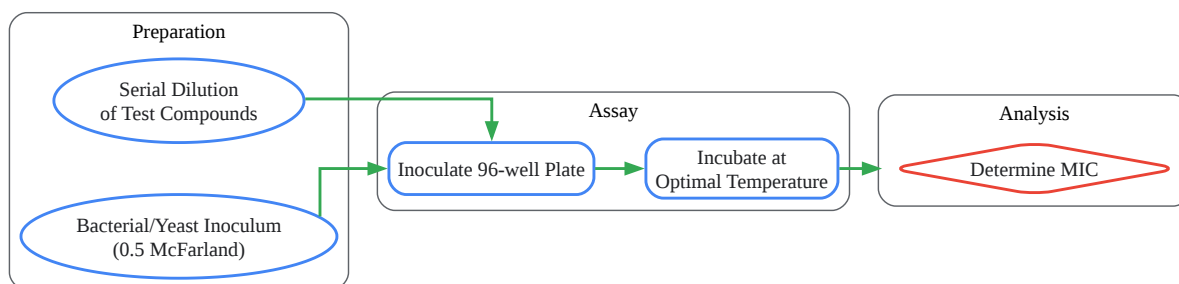 Preparation
Serial Dilution
of Test Compounds
Bacterial/Yeast Inoculum
(0.5 McFarland)
Assay
Inoculate 96-well Plate
Incubate at
Optimal Temperature
Analysis
Determine MIC